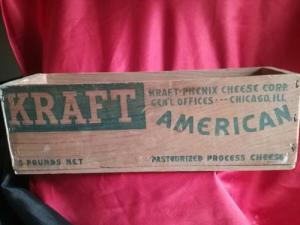 KRAFT
KRAFT-PHENIX CHEESE CORP.
GEN'L OFFICES --- CHICAGO, ILL.
AMERICAN
5 POUNDS NET
PASTEURIZED PROCESS CHEESE